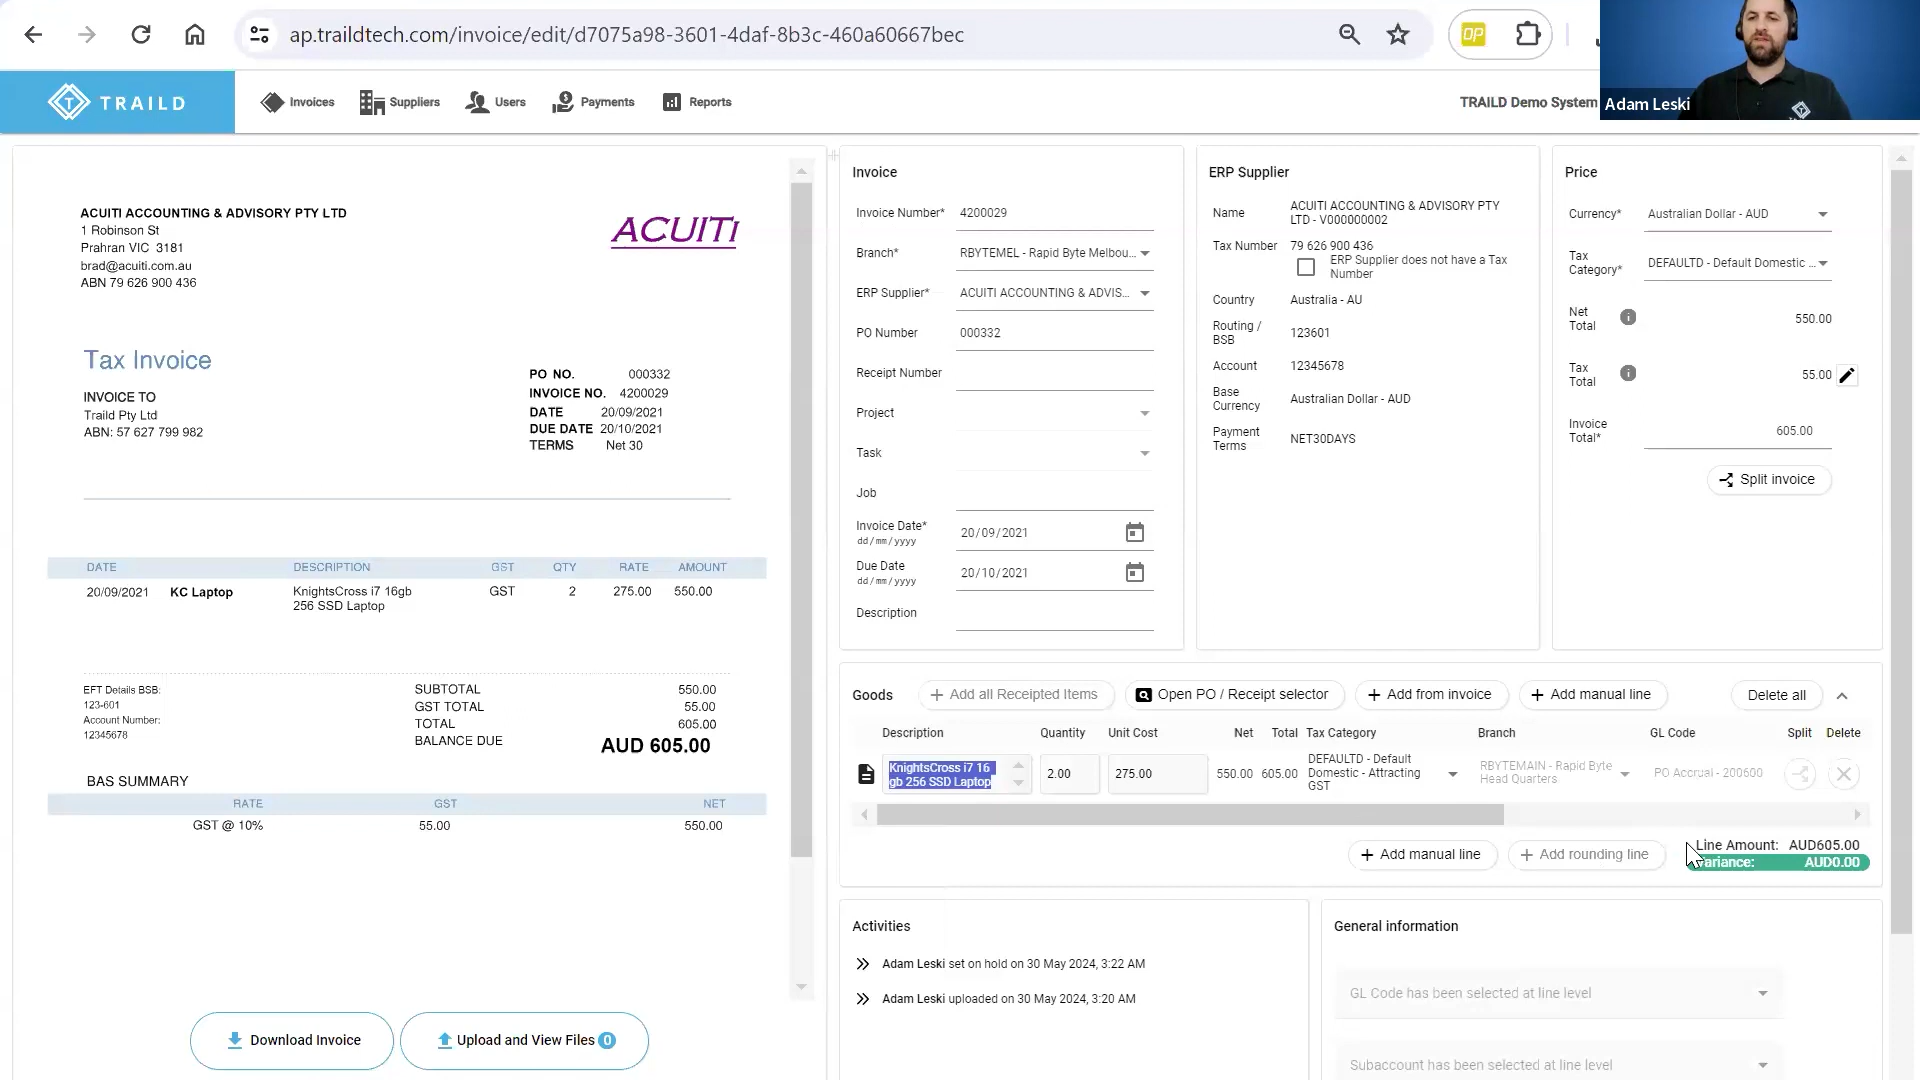 ap.traildtech.com/invoice/edit/d7075a98-3601-4daf-8b3c-460a60667bec
OP
TRAILD
Invoices
Suppliers
Users
Payments
Reports
TRAILD Demo System
Adam Leski
ACUITI ACCOUNTING & ADVISORY PTY LTD
1 Robinson St
Prahran VIC 3181
brad@acuiti.com.au
ABN 79 626 900 436
ACUITI
Tax Invoice
INVOICE TO
Traild Pty Ltd
ABN: 57 627 799 982
PO NO. 000332
INVOICE NO. 4200029
DATE 20/09/2021
DUE DATE 20/10/2021
TERMS Net 30
DATE DESCRIPTION GST QTY RATE AMOUNT
20/09/2021 KC Laptop KnightsCross i7 16gb GST 2 275.00 550.00
256 SSD Laptop
EFT Details BSB:
123-601
Account Number:
12345678
SUBTOTAL 550.00
GST TOTAL 55.00
TOTAL 605.00
BALANCE DUE AUD 605.00
BAS SUMMARY
RATE GST NET
GST @ 10% 55.00 550.00
Download Invoice
Upload and View Files 0
Invoice
Invoice Number* 4200029
Branch* RBYTEMEL - Rapid Byte Melbou...
ERP Supplier* ACUITI ACCOUNTING & ADVIS...
PO Number 000332
Receipt Number
Project
Task
Job
Invoice Date* 20/09/2021
dd/mm/yyyy
Due Date 20/10/2021
dd/mm/yyyy
Description
ERP Supplier
Name ACUITI ACCOUNTING & ADVISORY PTY
LTD - V000000002
Tax Number 79 626 900 436
ERP Supplier does not have a Tax
Number
Country Australia - AU
Routing /
BSB 123601
Account 12345678
Base
Currency Australian Dollar - AUD
Payment
Terms NET30DAYS
Price
Currency* Australian Dollar - AUD
Tax
Category* DEFAULTD - Default Domestic ...
Net
Total 550.00
Tax
Total 55.00
Invoice
Total* 605.00
Split invoice
Goods
Add all Receipted Items
Open PO / Receipt selector
Add from invoice
Add manual line
Delete all
Description Quantity Unit Cost Net Total Tax Category Branch GL Code Split Delete
KnightsCross i7 16
gb 256 SSD Laptop
2.00
275.00
550.00
605.00
DEFAULTD - Default
Domestic - Attracting
GST
RBYTEMAIN - Rapid Byte
Head Quarters
PO Accrual - 200600
Add manual line
Add rounding line
Line Amount: AUD605.00
ariance: AUD0.00
Activities
Adam Leski set on hold on 30 May 2024, 3:22 AM
Adam Leski uploaded on 30 May 2024, 3:20 AM
General information
GL Code has been selected at line level
Subaccount has been selected at line level